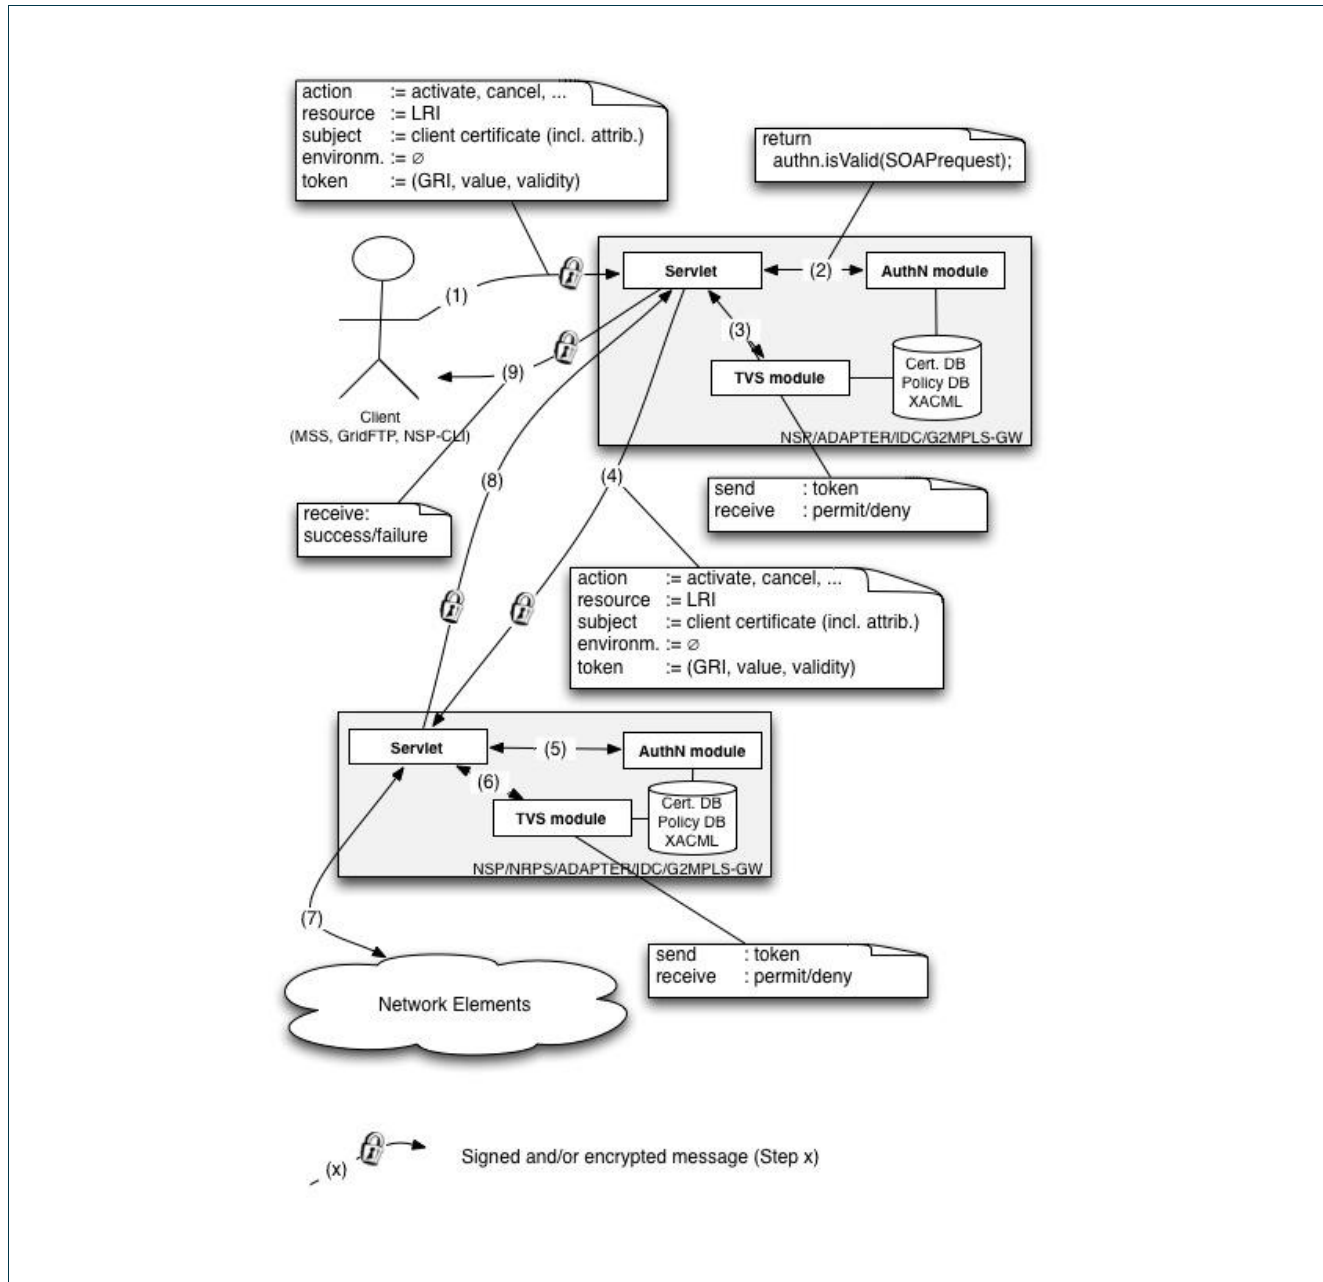 action := activate, cancel, ...
resource := LRI
subject := client certificate (incl. attrib.)
environm. := ∅
token := (GRI, value, validity)
return
authn.isValid(SOAPrequest);
Servlet
(2)
AuthN module
(1)
(3)
TVS module
Cert. DB
Policy DB
XACML
(9)
Client
(MSS, GridFTP, NSP-CLI)
NSP/ADAPTER/IDC/G2MPLS-GW
(8)
(4)
send : token
receive : permit/deny
receive:
success/failure
action := activate, cancel, ...
resource := LRI
subject := client certificate (incl. attrib.)
environm. := ∅
token := (GRI, value, validity)
Servlet
(5)
AuthN module
(6)
TVS module
Cert. DB
Policy DB
XACML
NSP/NRPS/ADAPTER/IDC/G2MPLS-GW
(7)
send : token
receive : permit/deny
Network Elements
(x)
Signed and/or encrypted message (Step x)